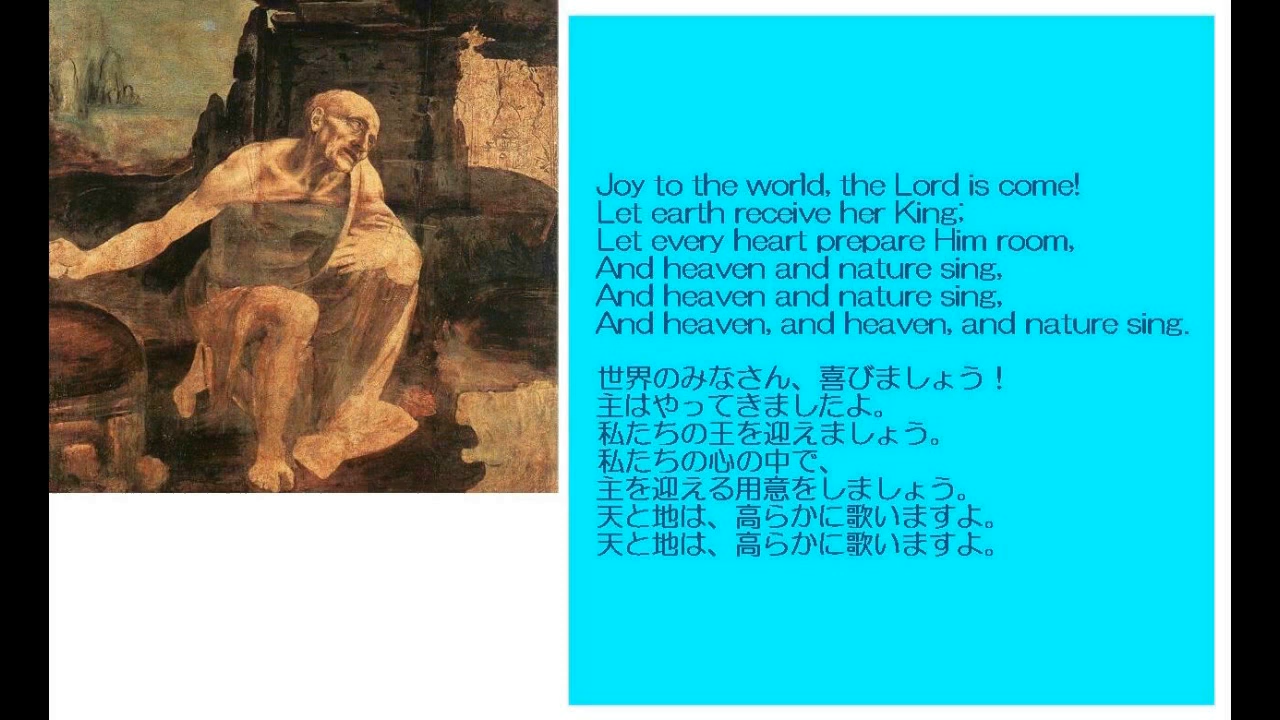 Joy to the world, the Lord is come!
Let earth receive her King;
Let every heart prepare Him room,
And heaven and nature sing,
And heaven and nature sing,
And heaven, and heaven, and nature sing.
世界のみなさん、喜びましょう！
主はやってきましたよ。
私たちの王を迎えましょう。
私たちの心の中で、
主を迎える用意をしましょう。
天と地は、高らかに歌いますよ。
天と地は、高らかに歌いますよ。